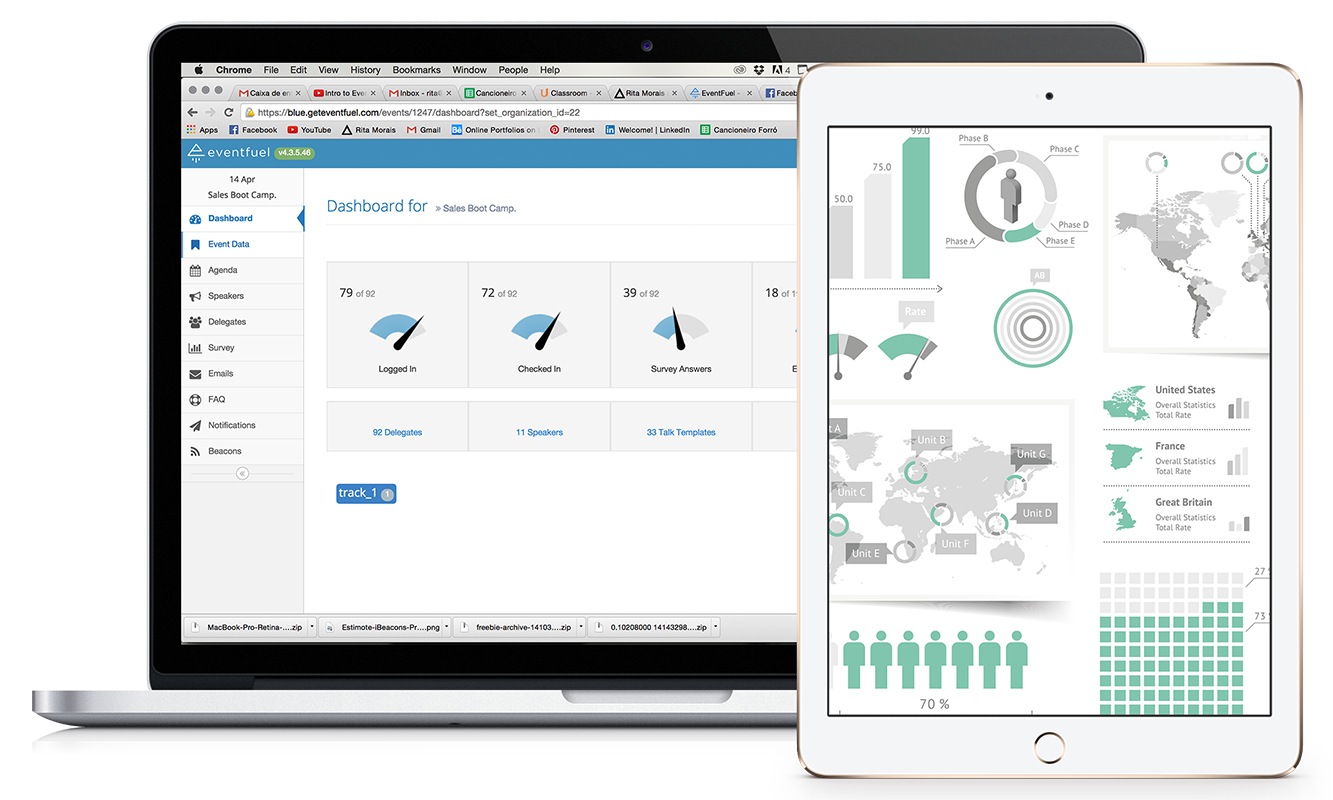 Chrome File Edit View History Bookmarks Window People Help
4
Caixa de en
Intro to Eve
Inbox - rita
Cancioneiro
Classroom -
Rita Morais
EventFuel -
Faceb
https://blue.geteventfuel.com/events/1247/dashboard?set_organization_id=22
Apps Facebook YouTube Rita Morais Gmail Online Portfolios on Pinterest Welcome! | LinkedIn Cancioneiro Forró
eventfuel v4.3.5.46
14 Apr
Sales Boot Camp.
Dashboard
Event Data
Agenda
Speakers
Delegates
Survey
Emails
FAQ
Notifications
Beacons
«
Dashboard for » Sales Boot Camp.
79 of 92
Logged In
72 of 92
Checked In
39 of 92
Survey Answers
18 of 1
E
92 Delegates
11 Speakers
33 Talk Templates
track_1 1
MacBook-Pro-Retina-....zip
Estimote-iBeacons-Pr....png
freebie-archive-14103....zip
0.10208000 14143298....zip
50.0
75.0
99.0
Phase B
Phase C
Phase D
Phase E
Phase A
AB
Rate
United States
Overall Statistics
Total Rate
France
Overall Statistics
Total Rate
Great Britain
Overall Statistics
Total Rate
t A
Unit B
Unit G
Unit C
Unit D
Unit E
Unit F
70 %
27 %
73 %